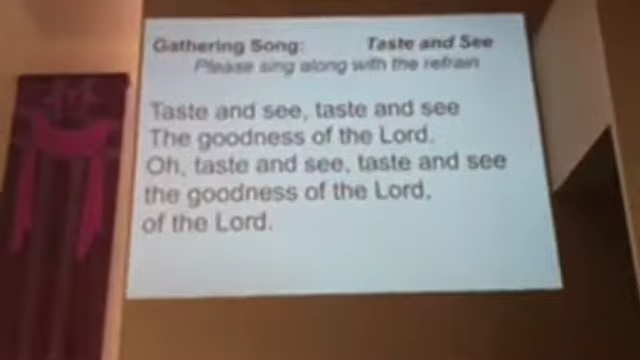 Gathering Song: Taste and See
Please sing along with the refrain
Taste and see, taste and see
The goodness of the Lord.
Oh, taste and see, taste and see
the goodness of the Lord,
of the Lord.